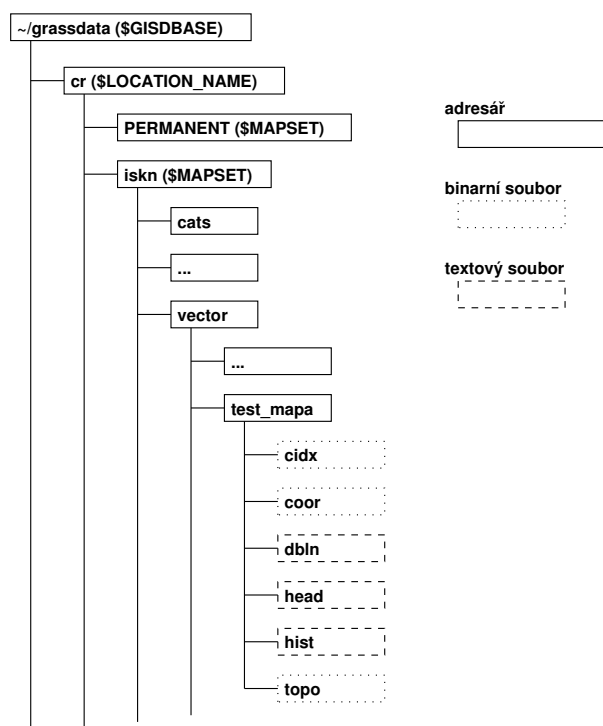 ~/grassdata ($GISDBASE)
cr ($LOCATION_NAME)
PERMANENT ($MAPSET)
iskn ($MAPSET)
cats
...
vector
...
test_mapa
cidx
coor
dbln
head
hist
topo
adresář
binarní soubor
textový soubor